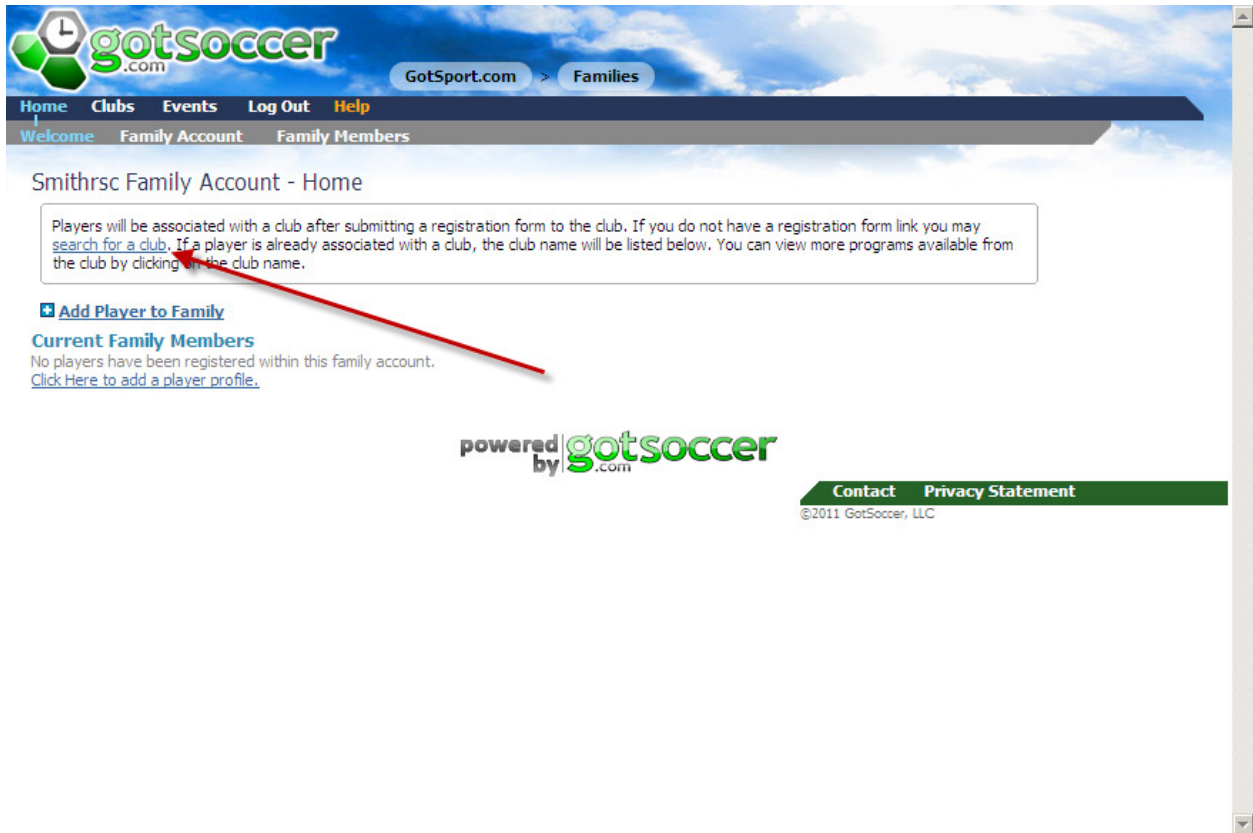 gotsoccer
.com
GotSport.com > Families
Home Clubs Events Log Out Help
Welcome Family Account Family Members
Smithrsc Family Account - Home
Players will be associated with a club after submitting a registration form to the club. If you do not have a registration form link you may
search for a club. If a player is already associated with a club, the club name will be listed below. You can view more programs available from
the club by clicking on the club name.
Add Player to Family
Current Family Members
No players have been registered within this family account.
Click Here to add a player profile.
powered by gotsoccer
.com
Contact Privacy Statement
©2011 GotSoccer, LLC